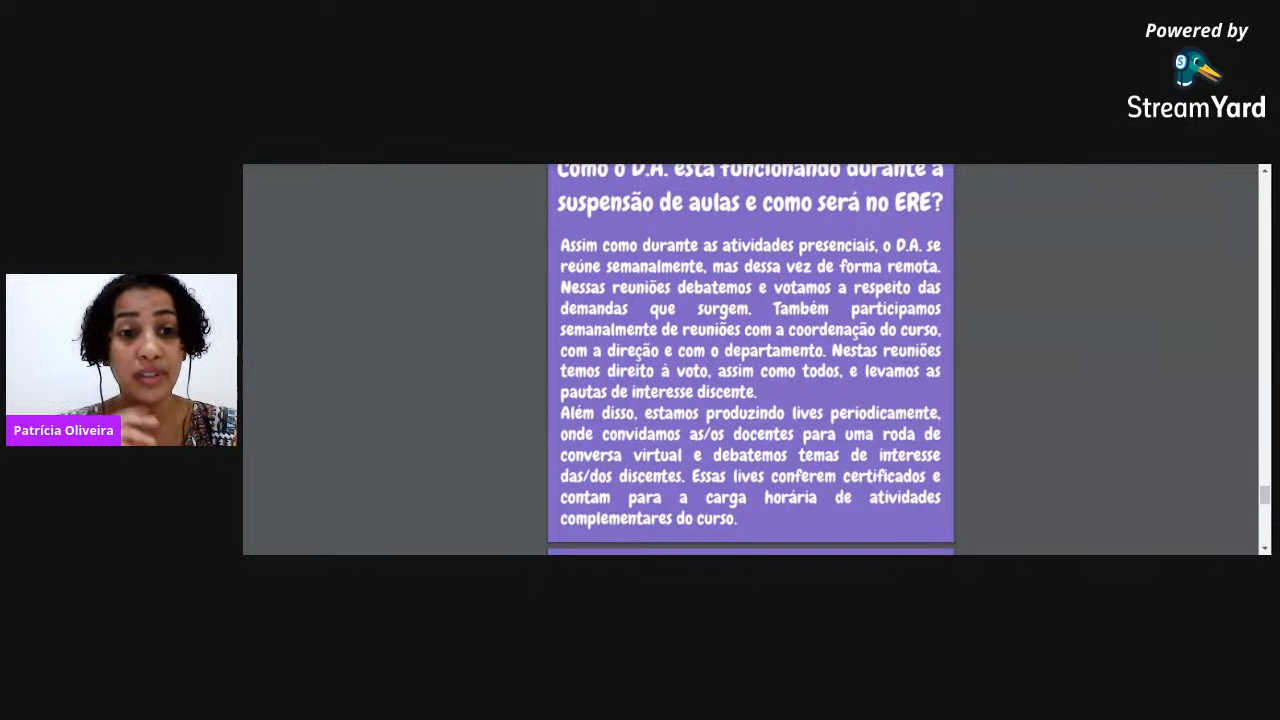 Powered by
StreamYard
Como o D.A. está funcionando durante a
suspensão de aulas e como será no ERE?
Assim como durante as atividades presenciais, o D.A. se
reúne semanalmente, mas dessa vez de forma remota.
Nessas reuniões debatemos e votamos a respeito das
demandas que surgem. Também participamos
semanalmente de reuniões com a coordenação do curso,
com a direção e com o departamento. Nestas reuniões
temos direito à voto, assim como todos, e levamos as
pautas de interesse discente.
Além disso, estamos produzindo lives periodicamente,
onde convidamos as/os docentes para uma roda de
conversa virtual e debatemos temas de interesse
das/dos discentes. Essas lives conferem certificados e
contam para a carga horária de atividades
complementares do curso.
Patrícia Oliveira